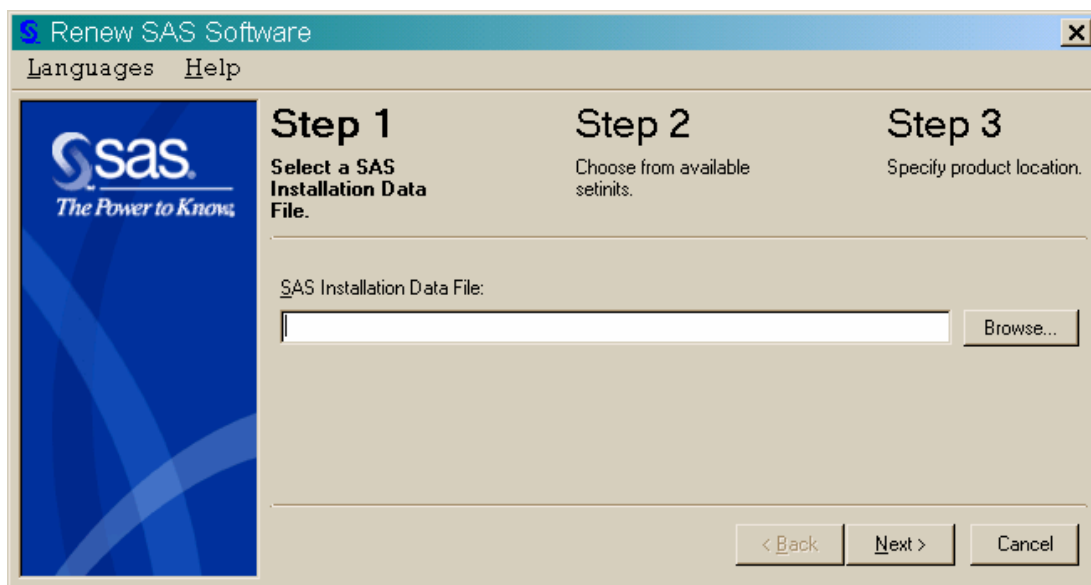 Renew SAS Software
Languages Help
Ssas.
The Power to Know.
Step 1
Select a SAS
Installation Data
File.
Step 2
Choose from available
setinits.
Step 3
Specify product location.
SAS Installation Data File:
Browse...
< Back
Next >
Cancel